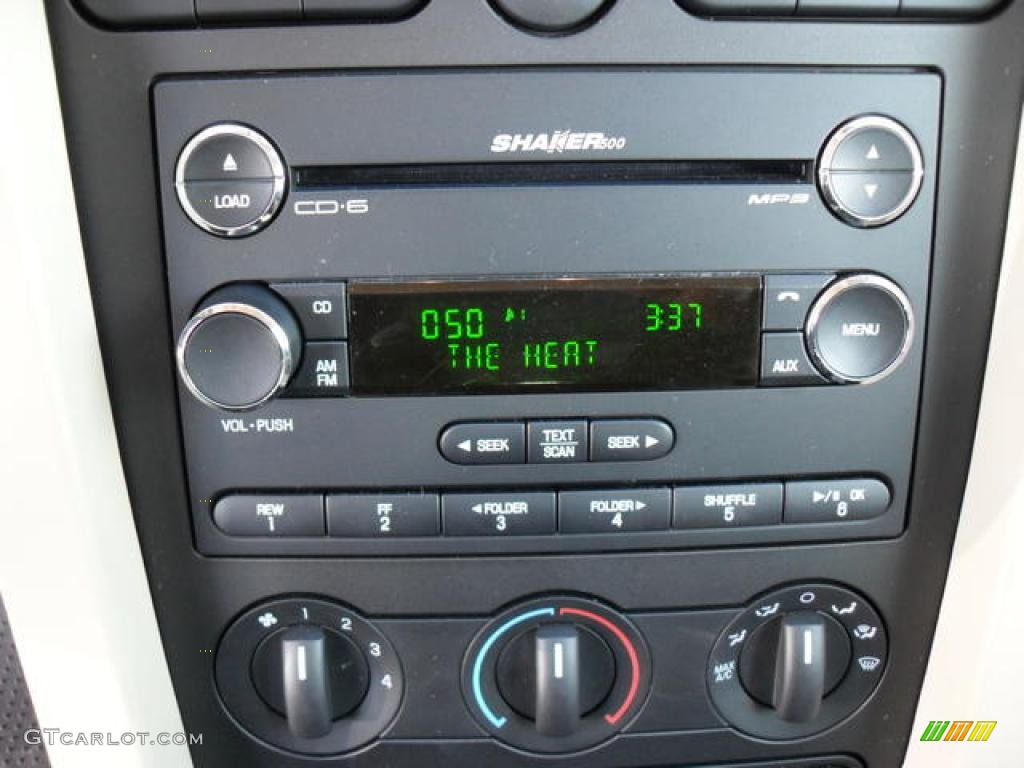 SHAKER 500
LOAD
CD•6
MP3
CD
050 3:37
MENU
AM
FM
THE HEAT
AUX
VOL•PUSH
SEEK
TEXT
SCAN
SEEK
REW
1
FF
2
FOLDER
3
FOLDER
4
SHUFFLE
5
OK
6
1
2
3
4
MAX
A/C
GTCARLOT.COM